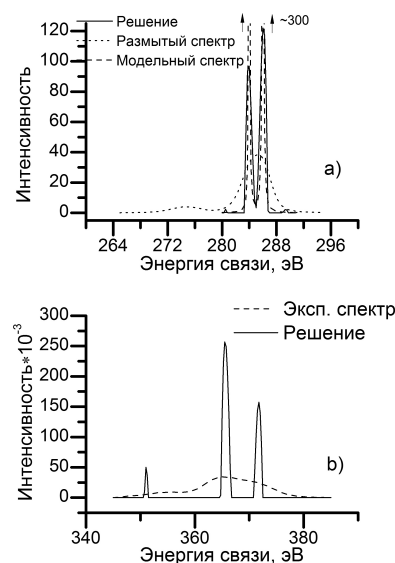 ~300
Решение
Размытый спектр
Модельный спектр
Интенсивность
120
100
80
60
40
20
0
a)
264 272 280 288 296
Энергия связи, эВ
Эксп. спектр
Решение
Интенсивность*10⁻³
300
250
200
150
100
50
0
b)
340 360 380
Энергия связи, эВ